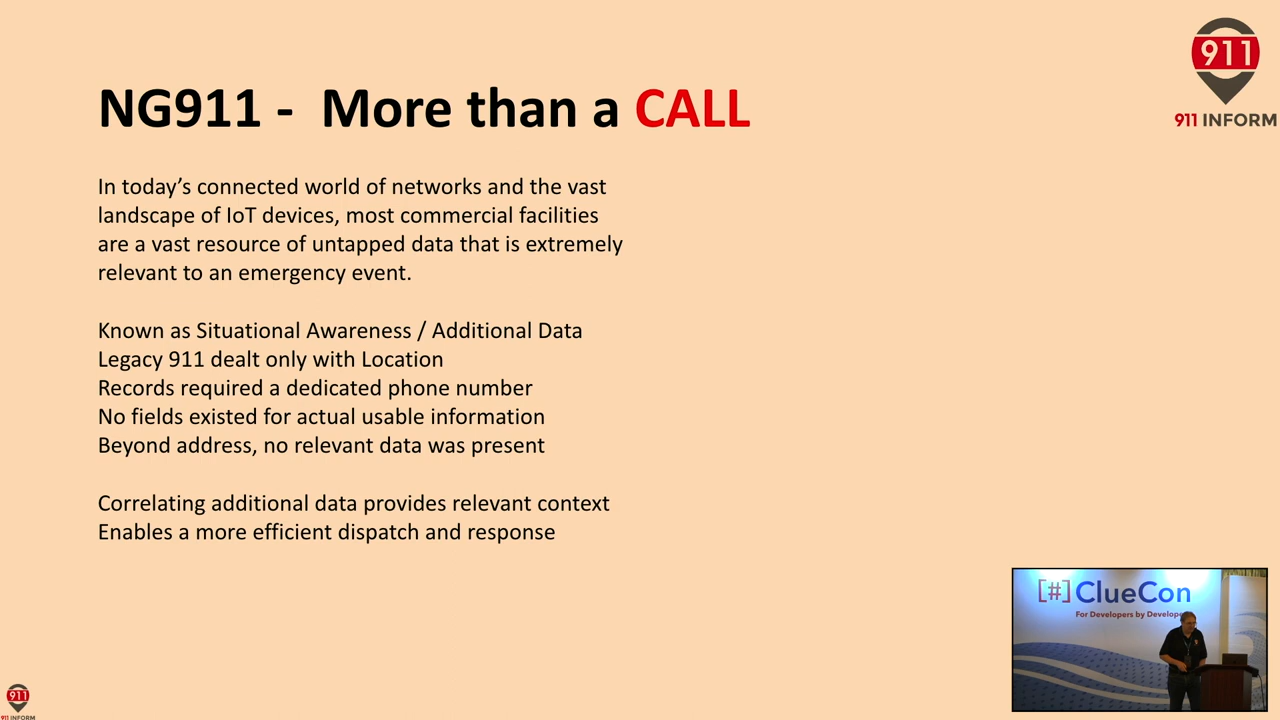 911
911 INFORM
NG911 - More than a CALL
In today’s connected world of networks and the vast
landscape of IoT devices, most commercial facilities
are a vast resource of untapped data that is extremely
relevant to an emergency event.
Known as Situational Awareness / Additional Data
Legacy 911 dealt only with Location
Records required a dedicated phone number
No fields existed for actual usable information
Beyond address, no relevant data was present
Correlating additional data provides relevant context
Enables a more efficient dispatch and response
[#] ClueCon
For Developers by Develope
911
911 INFORM